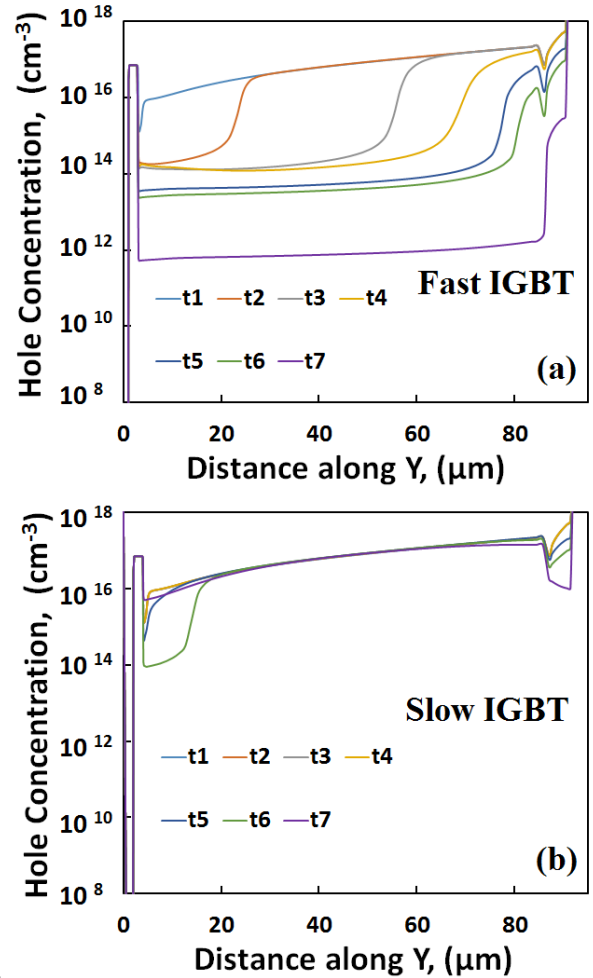 Hole Concentration, (cm-3)
10 18
10 16
10 14
10 12
10 10
10 8
Fast IGBT
t1 t2 t3 t4
t5 t6 t7
(a)
0 20 40 60 80
Distance along Y, (μm)
Hole Concentration, (cm-3)
10 18
10 16
10 14
10 12
10 10
10 8
Slow IGBT
t1 t2 t3 t4
t5 t6 t7
(b)
0 20 40 60 80
Distance along Y, (μm)